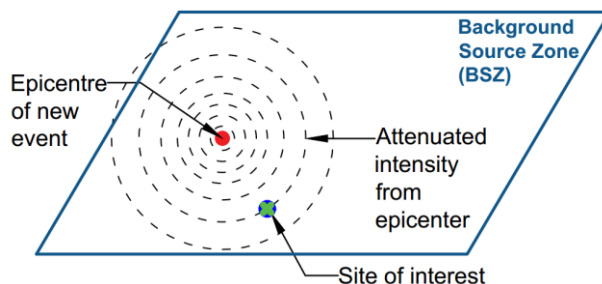 Background
Source Zone
(BSZ)
Epicentre
of new
event
Attenuated
intensity
from
epicenter
Site of interest